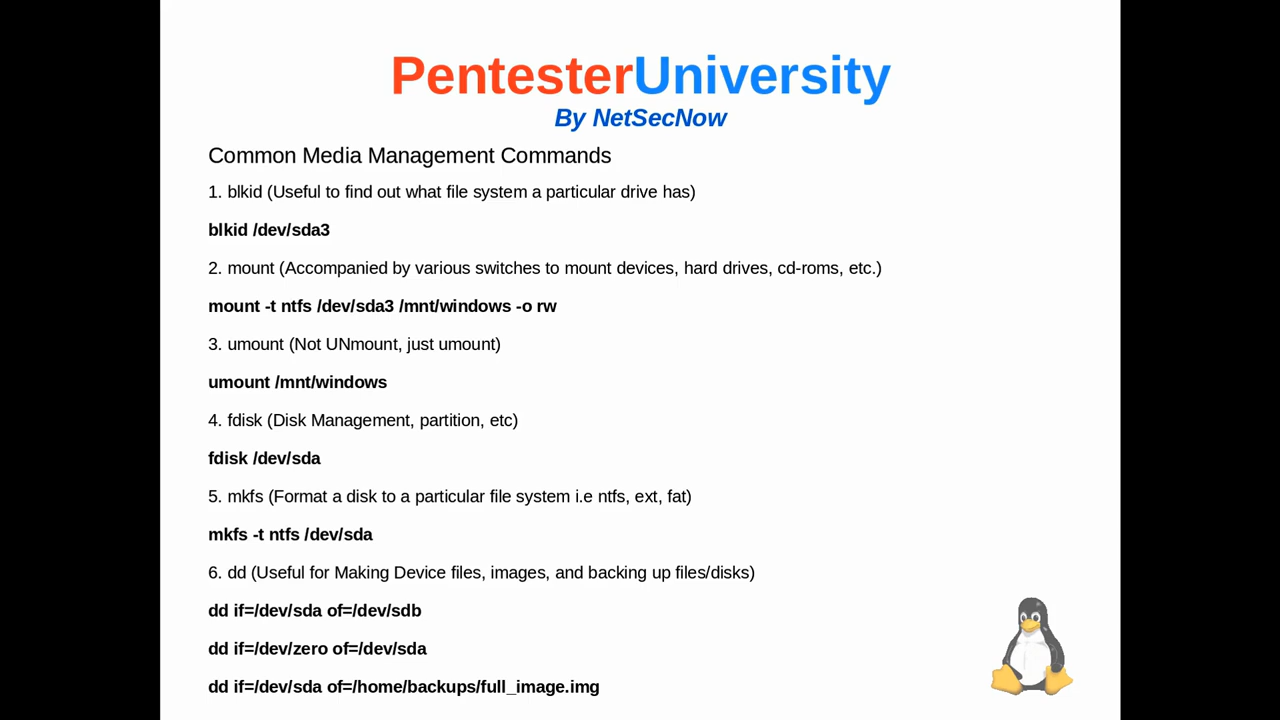 PentesterUniversity
By NetSecNow
Common Media Management Commands
1. blkid (Useful to find out what file system a particular drive has)
blkid /dev/sda3
2. mount (Accompanied by various switches to mount devices, hard drives, cd-roms, etc.)
mount -t ntfs /dev/sda3 /mnt/windows -o rw
3. umount (Not UNmount, just umount)
umount /mnt/windows
4. fdisk (Disk Management, partition, etc)
fdisk /dev/sda
5. mkfs (Format a disk to a particular file system i.e ntfs, ext, fat)
mkfs -t ntfs /dev/sda
6. dd (Useful for Making Device files, images, and backing up files/disks)
dd if=/dev/sda of=/dev/sdb
dd if=/dev/zero of=/dev/sda
dd if=/dev/sda of=/home/backups/full_image.img